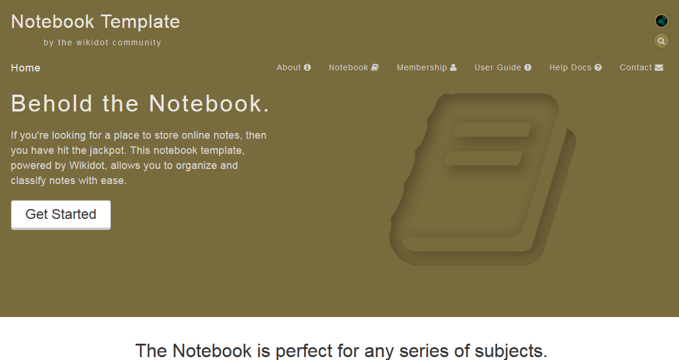 Notebook Template
by the wikidot community
Home
About
Notebook
Membership
User Guide
Help Docs
Contact
Behold the Notebook.
If you're looking for a place to store online notes, then
you have hit the jackpot. This notebook template,
powered by Wikidot, allows you to organize and
classify notes with ease.
Get Started
The Notebook is perfect for any series of subjects.